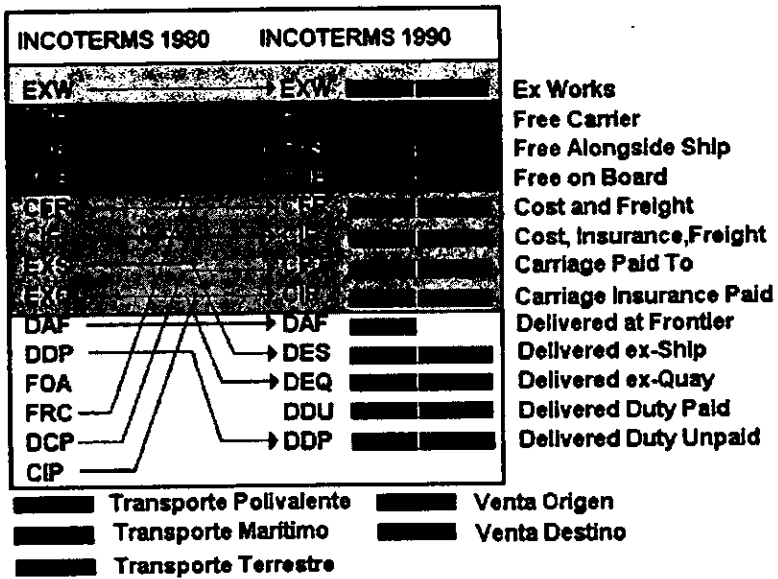 INCOTERMS 1980 INCOTERMS 1990
EXW EXW Ex Works
Free Carrier
Free Alongside Ship
Free on Board
CFR Cost and Freight
Cost, Insurance,Freight
EXS Carriage Paid To
EXQ Carriage Insurance Paid
DAF DAF Delivered at Frontier
DDP DES Delivered ex-Ship
FOA DEQ Delivered ex-Quay
FRC DDU Delivered Duty Paid
DCP DDP Delivered Duty Unpaid
CIP
Transporte Polivalente Venta Origen
Transporte Marítimo Venta Destino
Transporte Terrestre